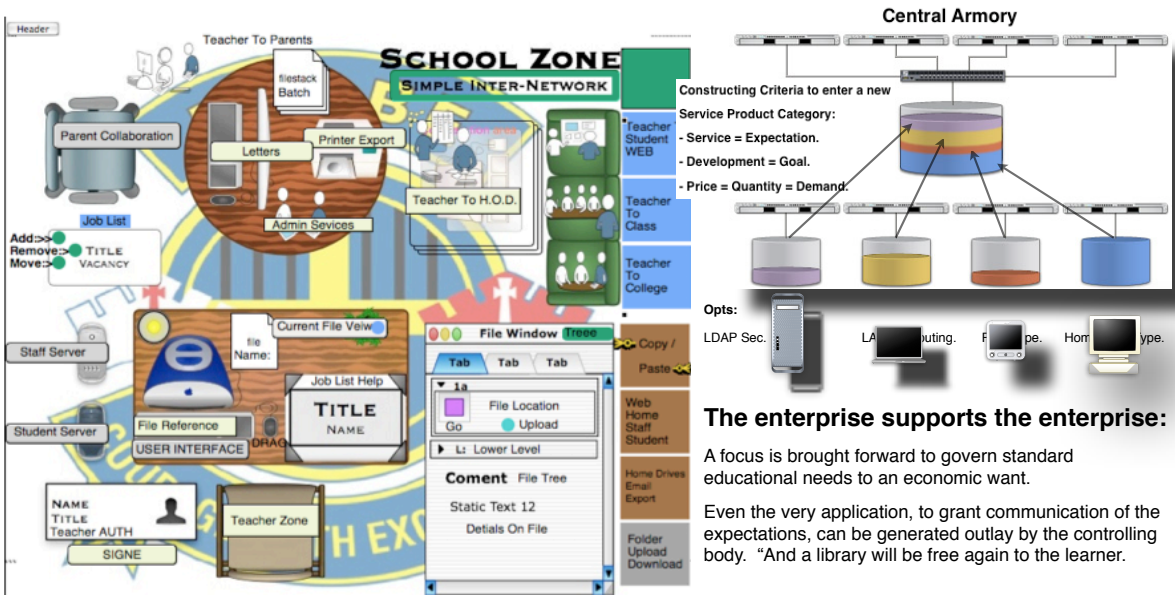 Header
Teacher To Parents
filestack
Batch
SCHOOL ZONE
SIMPLE INTER-NETWORK
Parent Collaboration
Letters
Printer Export
Teacher To H.O.D.
Admin Sevices
Teacher
Student
WEB
Teacher
To
Class
Teacher
To
College
Job List
Add:>>
Remove:>
Move:>
TITLE
VACANCY
Staff Server
Student Server
file
Name:
Current File Veiw
Job List Help
TITLE
NAME
File Reference
USER INTERFACE
DRAG
File Window
Treee
Tab
Tab
Tab
1a
File Location
Go
Upload
L: Lower Level
Coment File Tree
Static Text 12
Detials On File
Copy /
Paste
Web
Home
Staff
Student
Home Drives
Email
Export
Folder
Upload
Download
NAME
TITLE
Teacher AUTH
SIGNE
Teacher Zone
Central Armory
Constructing Criteria to enter a new
Service Product Category:
- Service = Expectation.
- Development = Goal.
- Price = Quantity = Demand.
Opts:
LDAP Sec.
The enterprise supports the enterprise:
A focus is brought forward to govern standard
educational needs to an economic want.
Even the very application, to grant communication of the
expectations, can be generated outlay by the controlling
body. “And a library will be free again to the learner.